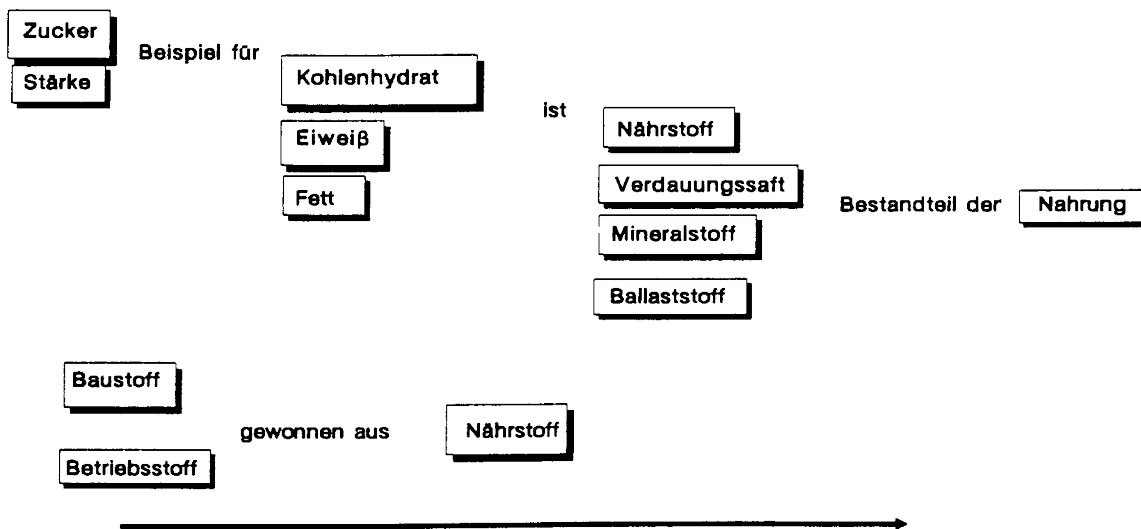 Zucker
Stärke
Beispiel für
Kohlenhydrat
Eiweiß
Fett
ist
Nährstoff
Verdauungssaft
Mineralstoff
Ballaststoff
Bestandteil der
Nahrung
Baustoff
Betriebsstoff
gewonnen aus
Nährstoff